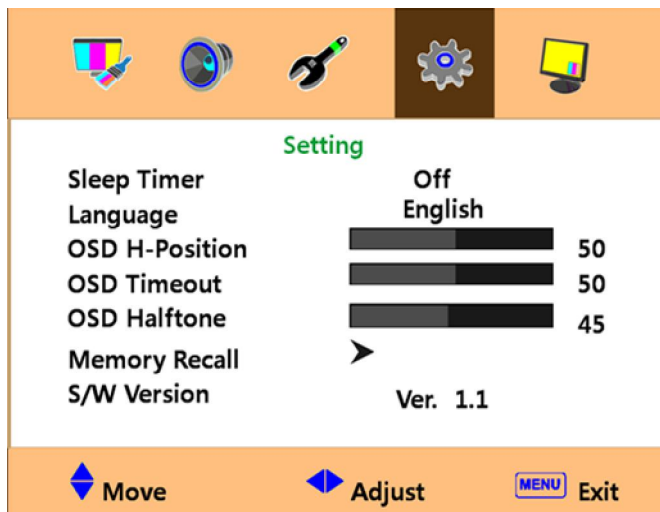 Setting
Sleep Timer Off
Language English
OSD H-Position 50
OSD Timeout 50
OSD Halftone 45
Memory Recall
S/W Version Ver. 1.1
Move Adjust MENU Exit